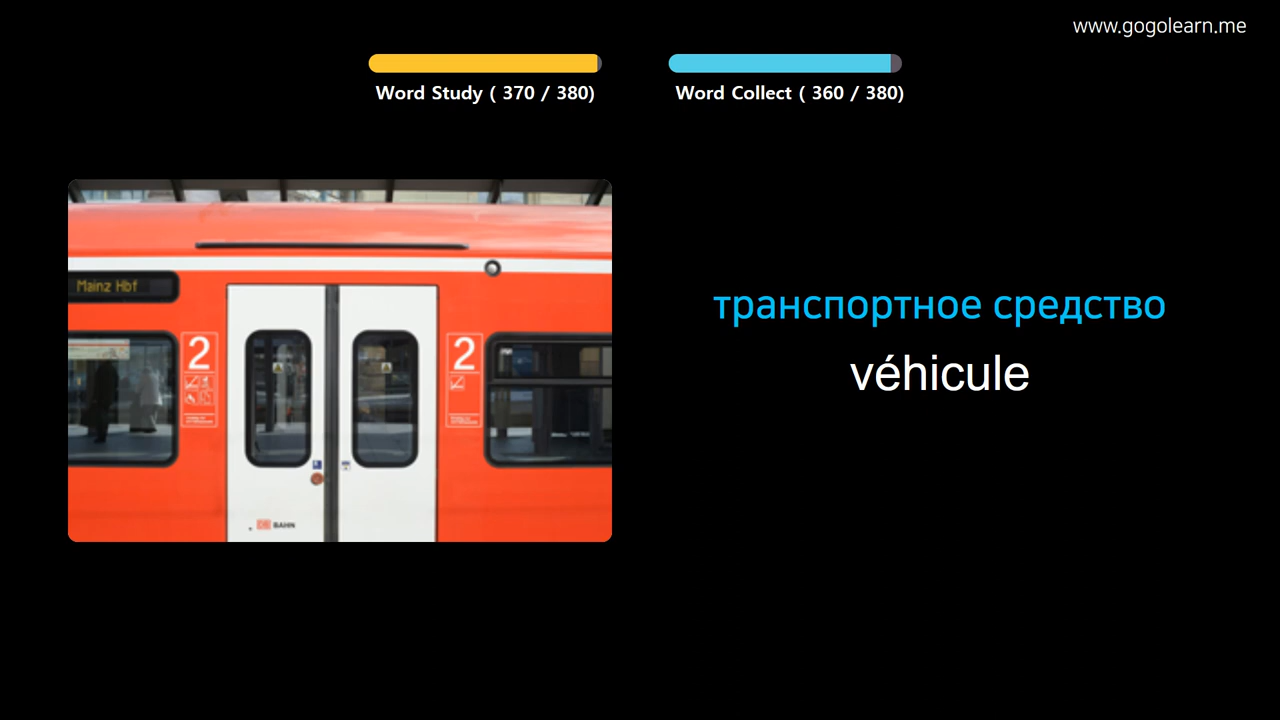 www.gogolearn.me
Word Study ( 370 / 380)
Word Collect ( 360 / 380)
Mainz Hbf
2
2
транспортное средство
véhicule
DB BAHN